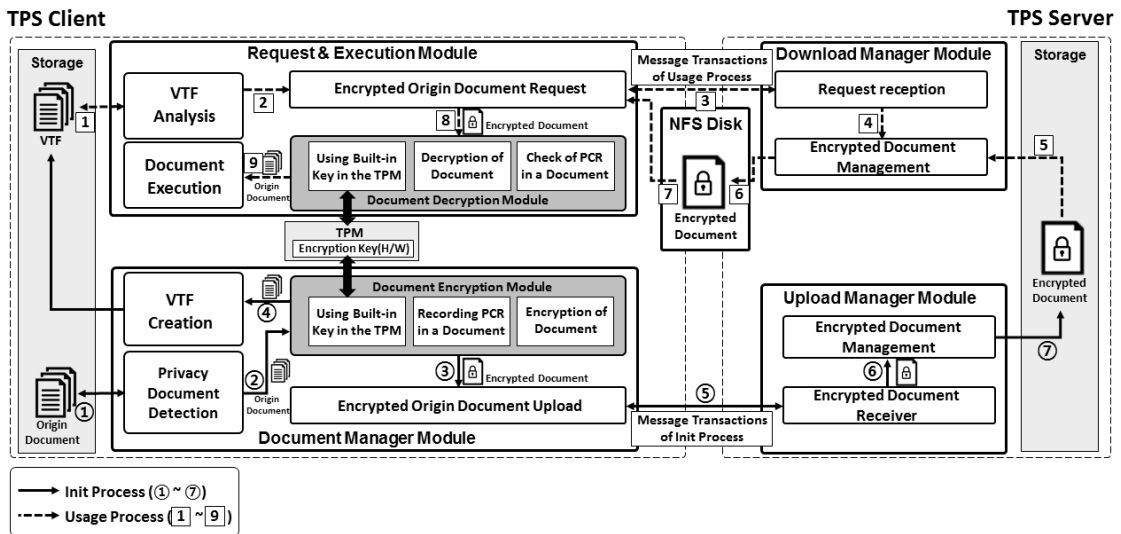 TPS Client
TPS Server
Storage
VTF
1
Request & Execution Module
VTF
Analysis
2
Encrypted Origin Document Request
8
Encrypted Document
Document
Execution
9
Origin
Document
Using Built-in
Key in the TPM
Decryption of
Document
Check of PCR
in a Document
Document Decryption Module
TPM
Encryption Key(H/W)
Message Transactions
of Usage Process
3
NFS Disk
7
6
Encrypted
Document
Download Manager Module
Request reception
4
Encrypted Document
Management
5
Storage
Encrypted
Document
VTF
Creation
④
Document Encryption Module
Using Built-in
Key in the TPM
Recording PCR
in a Document
Encryption of
Document
Privacy
Document
Detection
②
Origin
Document
③
Encrypted Document
Encrypted Origin Document Upload
Document Manager Module
①
Origin
Document
⑤
Message Transactions
of Init Process
Upload Manager Module
Encrypted Document
Management
⑥
Encrypted Document
Receiver
⑦
Init Process (① ~ ⑦)
Usage Process ( 1 ~ 9 )